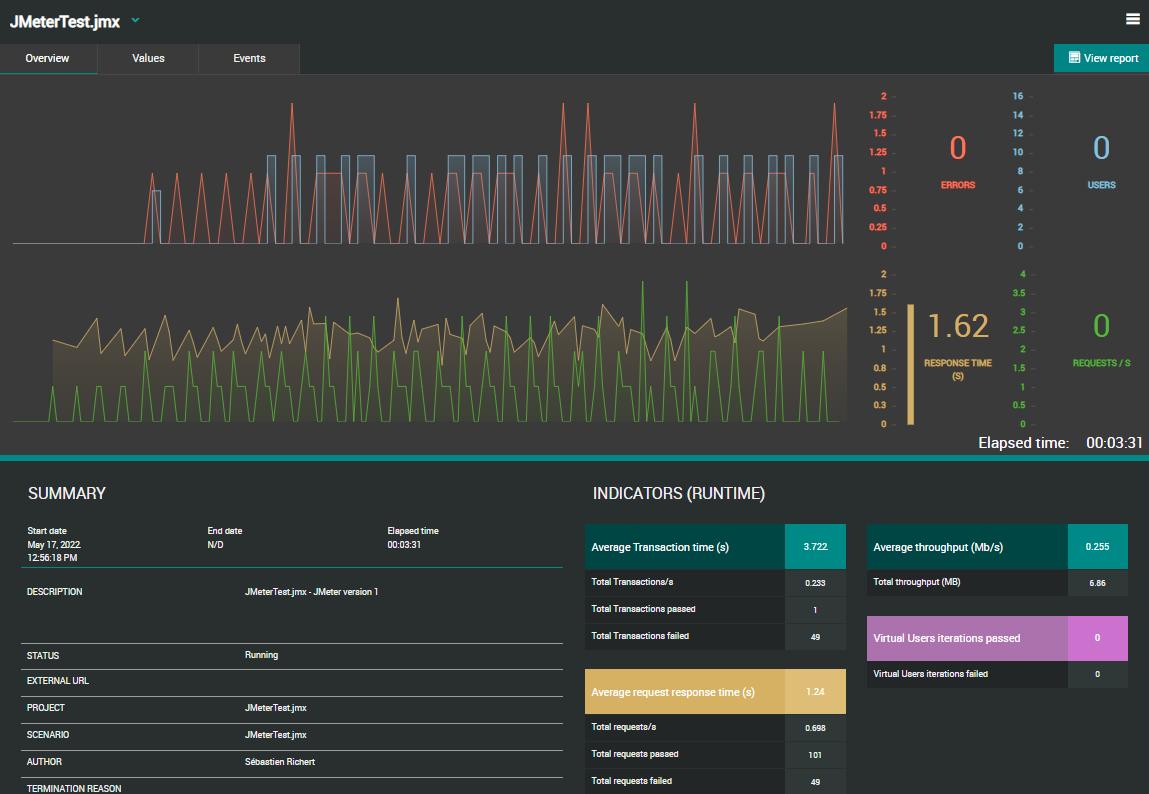 JMeterTest.jmx
Overview
Values
Events
View report
2
1.75
1.5
1.25
1
0.75
0.5
0.25
0
0
ERRORS
16
14
12
10
8
6
4
2
0
0
USERS
2
1.75
1.5
1.25
1
0.8
0.5
0.3
0
1.62
RESPONSE TIME
(S)
4
3.5
3
2.5
2
1.5
1
0.5
0
0
REQUESTS / S
Elapsed time: 00:03:31
SUMMARY
Start date
May 17, 2022
12:56:18 PM
End date
N/D
Elapsed time
00:03:31
DESCRIPTION JMeterTest.jmx - JMeter version 1
STATUS Running
EXTERNAL URL
PROJECT JMeterTest.jmx
SCENARIO JMeterTest.jmx
AUTHOR Sébastien Richert
TERMINATION REASON
INDICATORS (RUNTIME)
Average Transaction time (s) 3.722
Total Transactions/s 0.233
Total Transactions passed 1
Total Transactions failed 49
Average request response time (s) 1.24
Total requests/s 0.698
Total requests passed 101
Total requests failed 49
Average throughput (Mb/s) 0.255
Total throughput (MB) 6.86
Virtual Users iterations passed 0
Virtual Users iterations failed 0